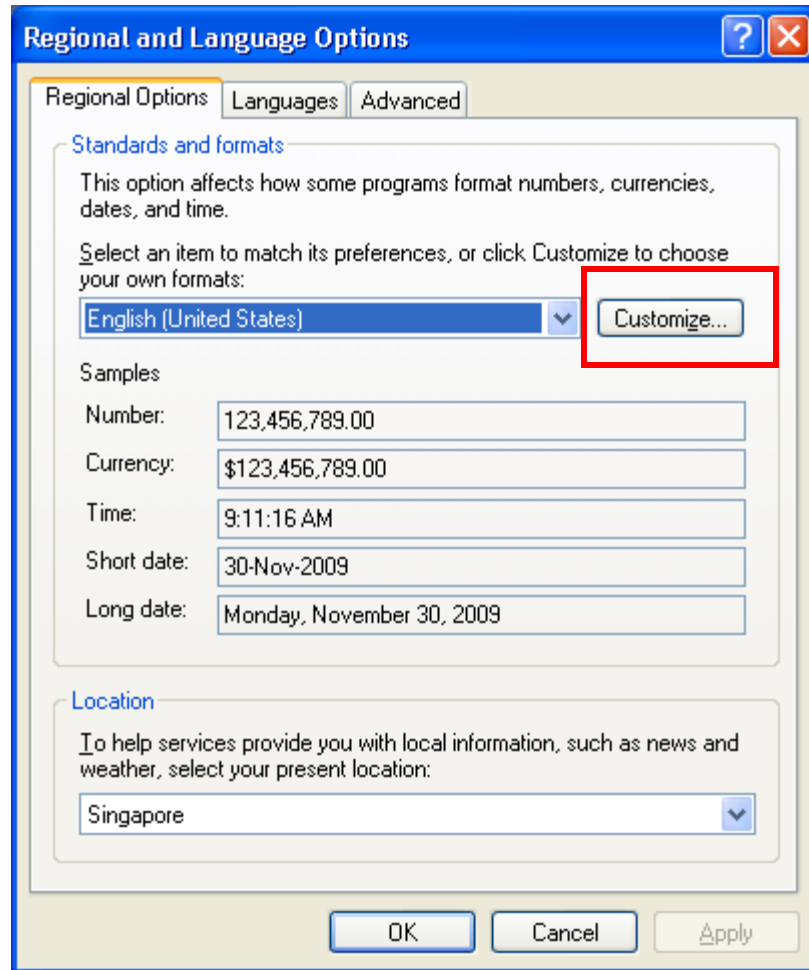 Regional and Language Options
Regional Options Languages Advanced
Standards and formats
This option affects how some programs format numbers, currencies,
dates, and time.
Select an item to match its preferences, or click Customize to choose
your own formats:
English (United States) Customize...
Samples
Number: 123,456,789.00
Currency: $123,456,789.00
Time: 9:11:16 AM
Short date: 30-Nov-2009
Long date: Monday, November 30, 2009
Location
To help services provide you with local information, such as news and
weather, select your present location:
Singapore
OK Cancel Apply